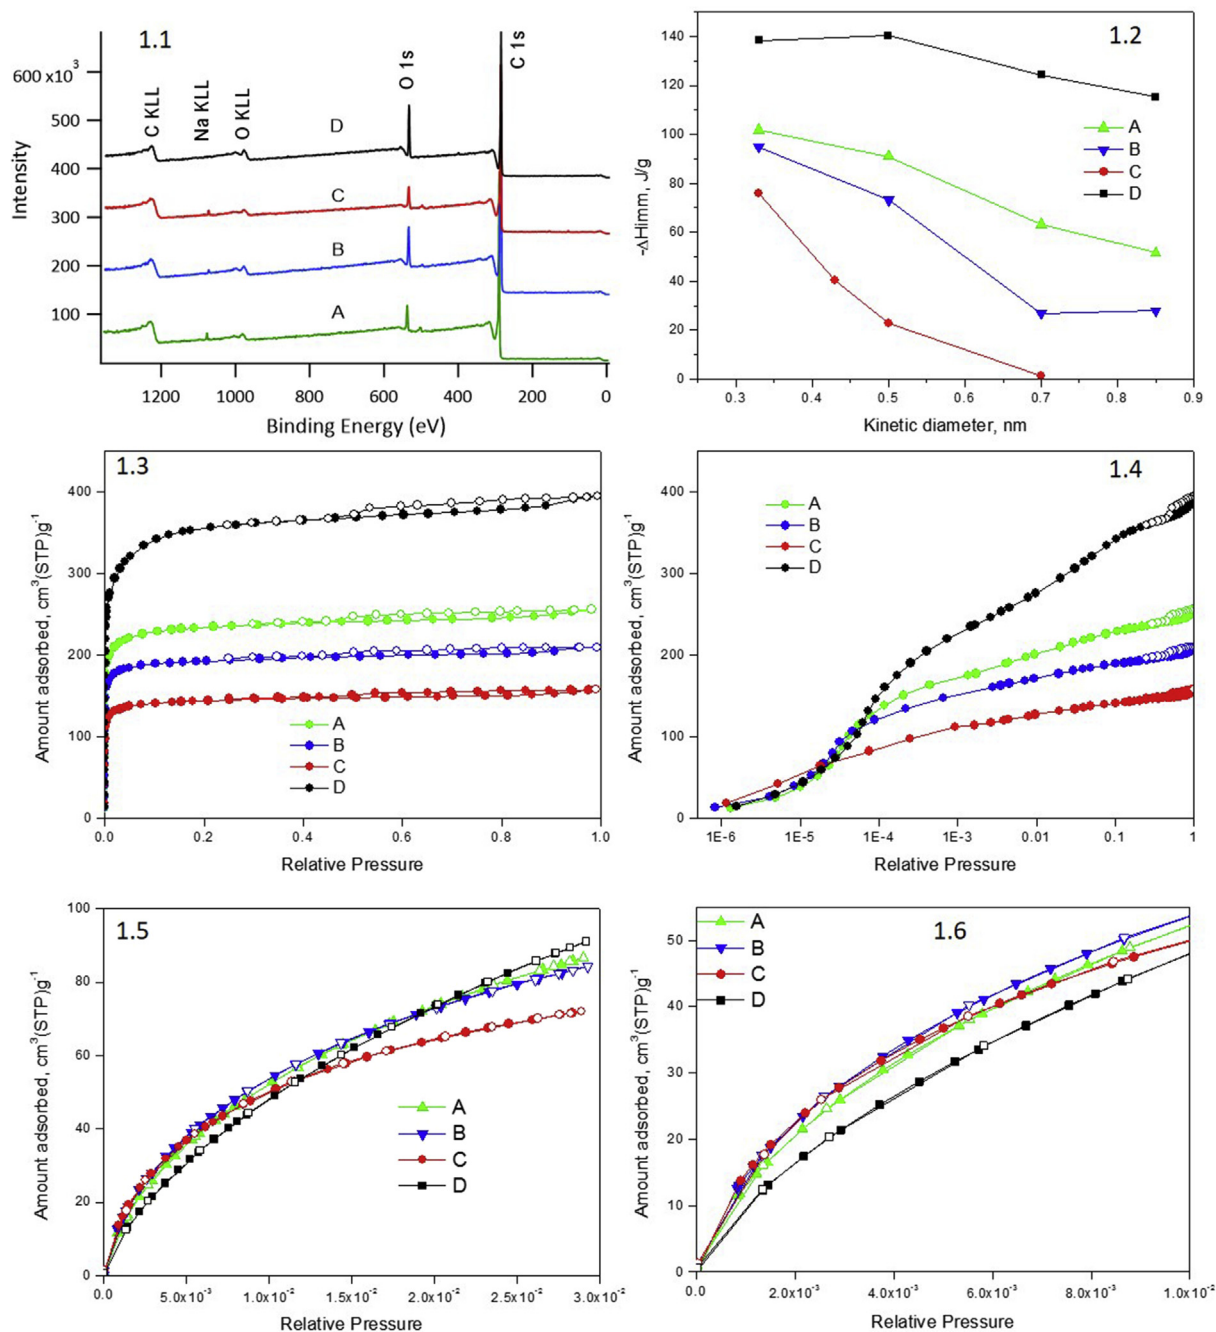 1.1
600 x10³
500
400
300
200
100
Intensity
C KLL
Na KLL
O KLL
O 1s
C 1s
D
C
B
A
1200
1000
800
600
400
200
0
Binding Energy (eV)
1.2
140
120
100
80
60
40
20
0
-ΔHimm, J/g
A
B
C
D
0.3
0.4
0.5
0.6
0.7
0.8
0.9
Kinetic diameter, nm
1.3
400
300
200
100
0
Amount adsorbed, cm³(STP)g⁻¹
A
B
C
D
0.0
0.2
0.4
0.6
0.8
1.0
Relative Pressure
1.4
400
300
200
100
0
Amount adsorbed, cm³(STP)g⁻¹
A
B
C
D
1E-6
1E-5
1E-4
1E-3
0.01
0.1
1
Relative Pressure
1.5
100
80
60
40
20
0
Amount adsorbed, cm³(STP)g⁻¹
A
B
C
D
0.0
5.0x10⁻³
1.0x10⁻²
1.5x10⁻²
2.0x10⁻²
2.5x10⁻²
3.0x10⁻²
Relative Pressure
1.6
50
40
30
20
10
0
Amount adsorbed, cm³(STP)g⁻¹
A
B
C
D
0.0
2.0x10⁻³
4.0x10⁻³
6.0x10⁻³
8.0x10⁻³
1.0x10⁻²
Relative Pressure